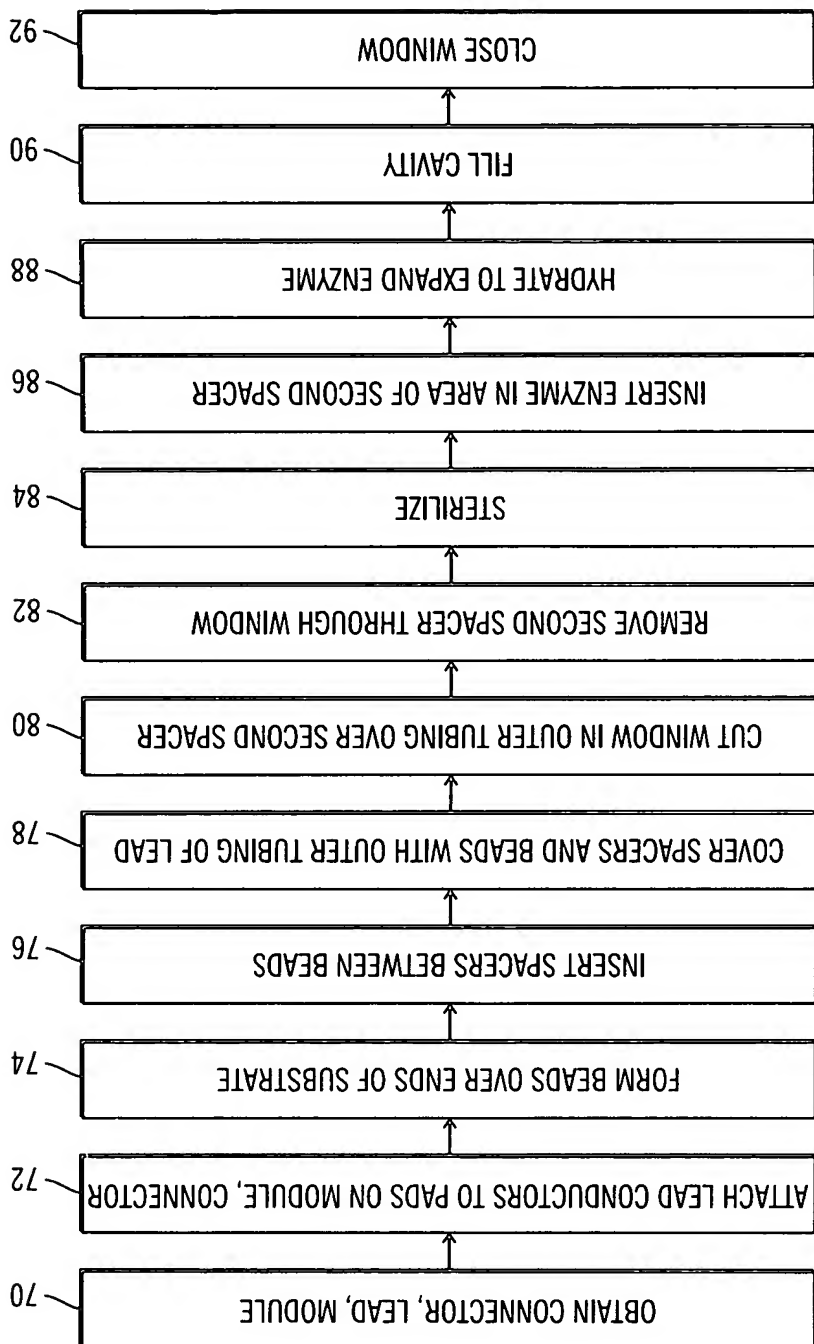 OBTAIN CONNECTOR, LEAD, MODULE 70
ATTACH LEAD CONDUCTORS TO PADS ON MODULE, CONNECTOR 72
FORM BEADS OVER ENDS OF SUBSTRATE 74
INSERT SPACERS BETWEEN BEADS 76
COVER SPACERS AND BEADS WITH OUTER TUBING OF LEAD 78
CUT WINDOW IN OUTER TUBING OVER SECOND SPACER 80
REMOVE SECOND SPACER THROUGH WINDOW 82
STERILIZE 84
INSERT ENZYME IN AREA OF SECOND SPACER 86
HYDRATE TO EXPAND ENZYME 88
FILL CAVITY 90
CLOSE WINDOW 92